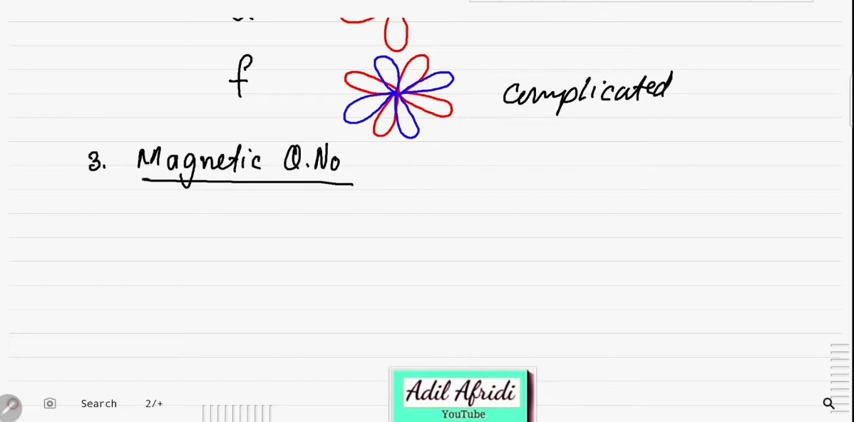 f complicated
3. Magnetic Q.No
Adil Afridi
YouTube
Search 2/+